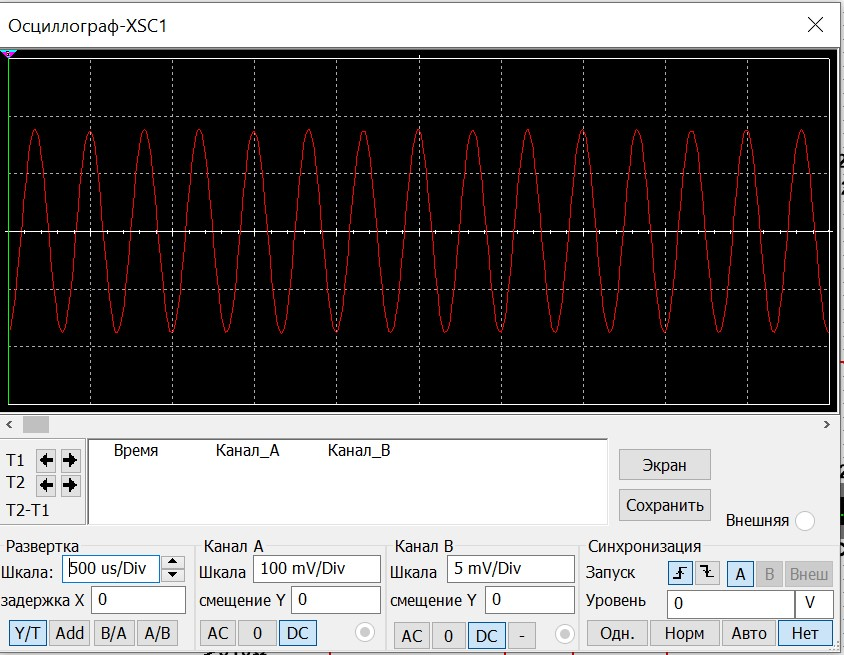 Осциллограф-XSC1
Время Канал_A Канал_B
T1
T2
T2-T1
Экран
Сохранить
Внешняя
Развертка
Шкала: 500 us/Div
задержка X 0
Y/T Add B/A A/B
Канал A
Шкала 100 mV/Div
смещение Y 0
AC 0 DC
Канал B
Шкала 5 mV/Div
смещение Y 0
AC 0 DC -
Синхронизация
Запуск A B Внеш
Уровень 0 V
Одн. Норм Авто Нет